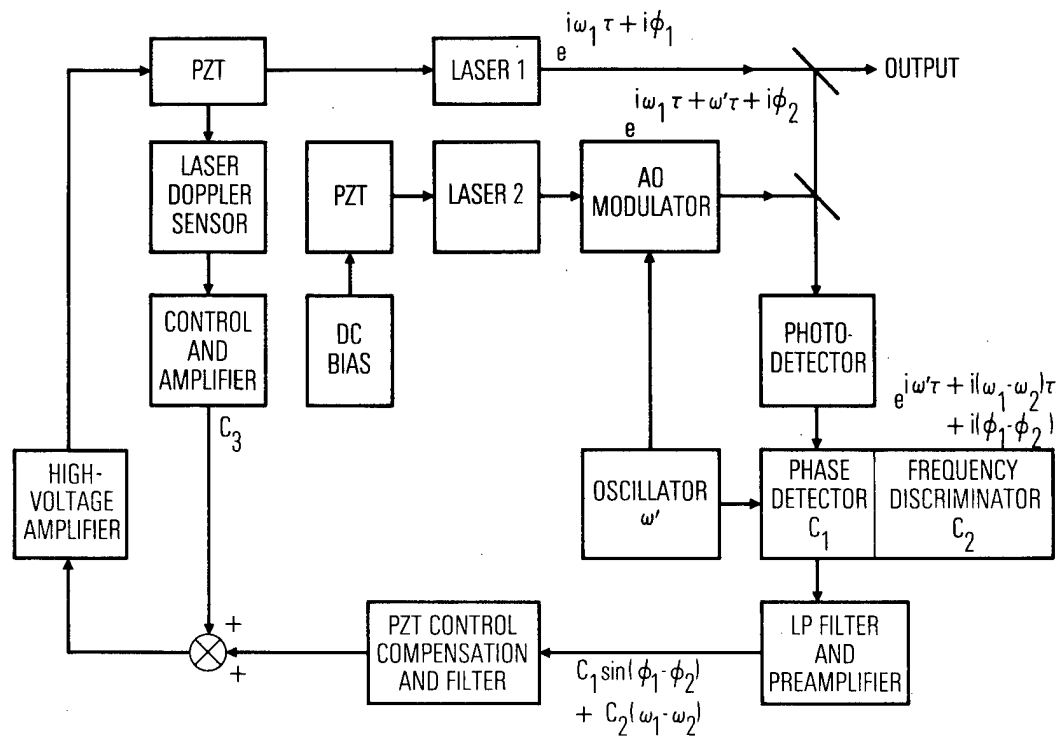 e^{iω₁τ + iϕ₁}
PZT
LASER 1
OUTPUT
e^{iω₁τ + ω'τ + iϕ₂}
LASER
DOPPLER
SENSOR
PZT
LASER 2
AO
MODULATOR
CONTROL
AND
AMPLIFIER
C₃
DC
BIAS
PHOTO-
DETECTOR
e^{iω'τ + i(ω₁-ω₂)τ
+ i(ϕ₁-ϕ₂)}
HIGH-
VOLTAGE
AMPLIFIER
OSCILLATOR
ω'
PHASE
DETECTOR
C₁
FREQUENCY
DISCRIMINATOR
C₂
+
+
PZT CONTROL
COMPENSATION
AND FILTER
LP FILTER
AND
PREAMPLIFIER
C₁ sin(ϕ₁-ϕ₂)
+ C₂(ω₁-ω₂)